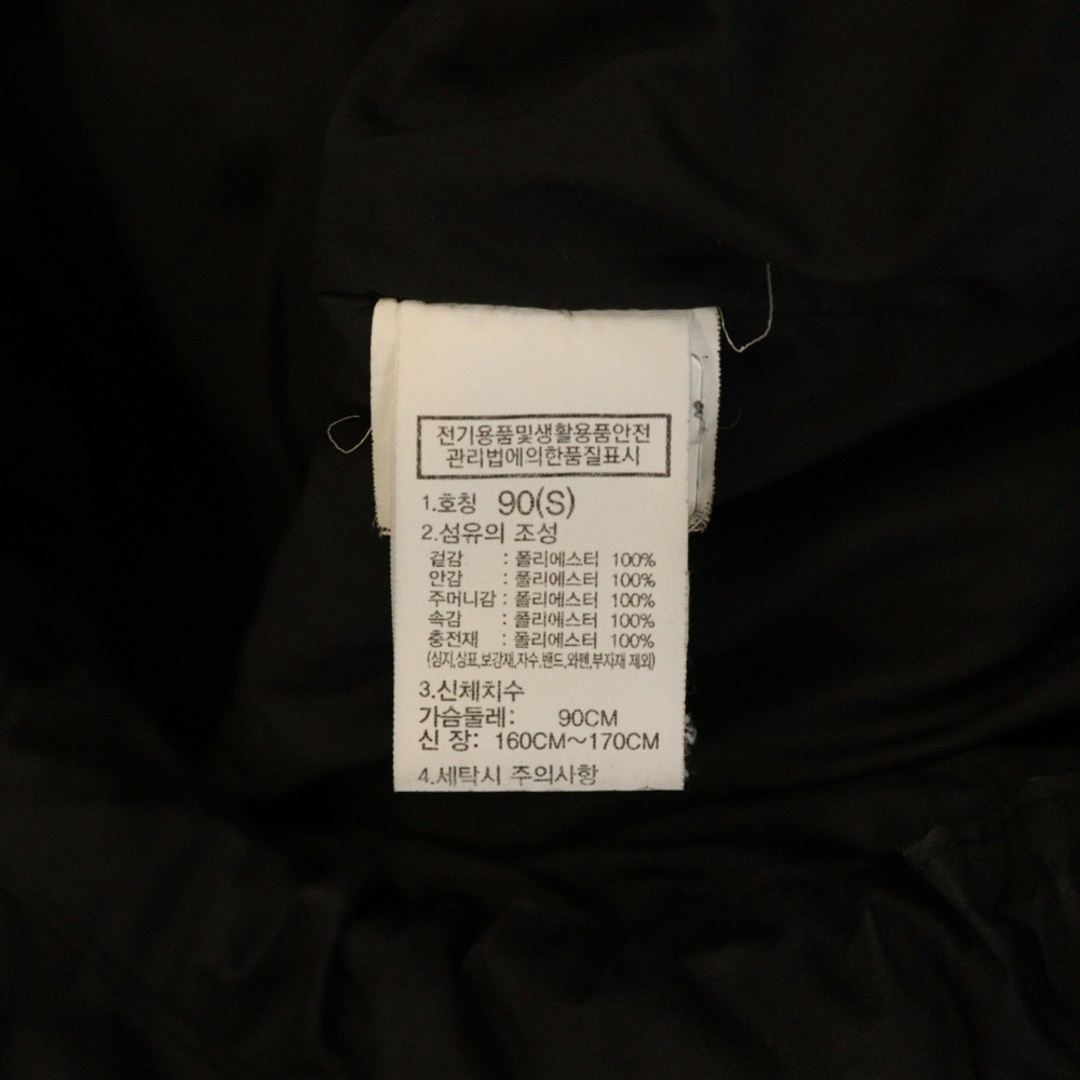 전기용품및생활용품안전
관리법에의한품질표시
1.호칭 90(S)
2.섬유의 조성
겉감 : 폴리에스터 100%
안감 : 폴리에스터 100%
주머니감 : 폴리에스터 100%
속감 : 폴리에스터 100%
충전재 : 폴리에스터 100%
(심지,상표,보강재,자수,밴드,와펜,부자재 제외)
3.신체치수
가슴둘레: 90CM
신 장: 160CM~170CM
4.세탁시 주의사항